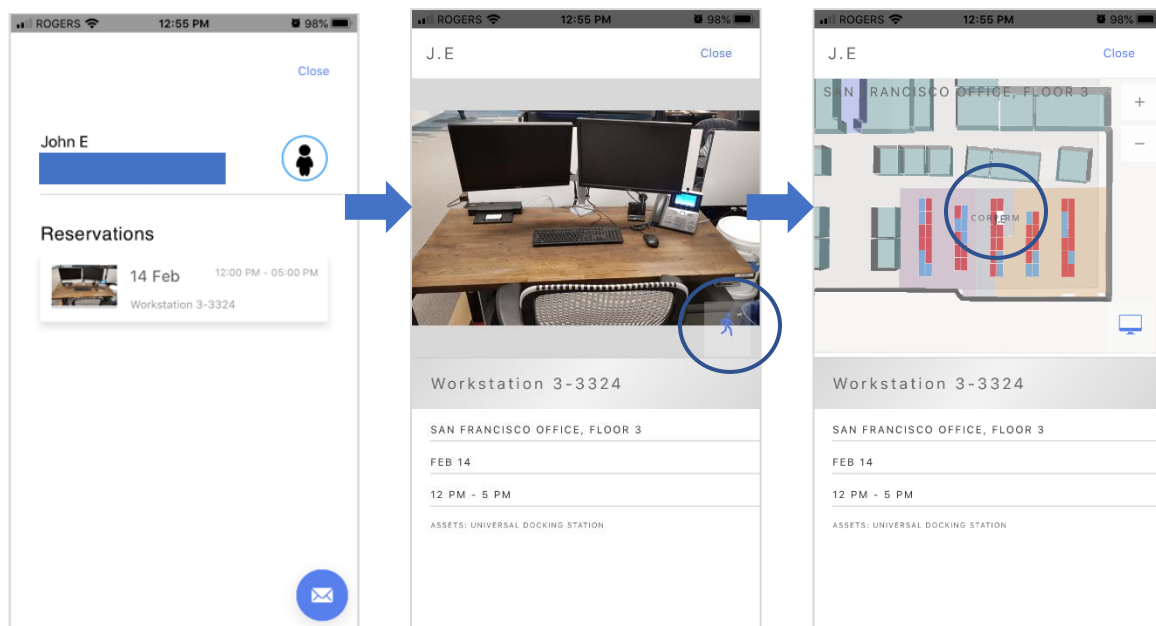 ROGERS 12:55 PM 98%
Close
John E
Reservations
14 Feb 12:00 PM - 05:00 PM
Workstation 3-3324
ROGERS 12:55 PM 98%
J.E Close
Workstation 3-3324
SAN FRANCISCO OFFICE, FLOOR 3
FEB 14
12 PM - 5 PM
ASSETS: UNIVERSAL DOCKING STATION
ROGERS 12:55 PM 98%
J.E Close
SAN FRANCISCO OFFICE, FLOOR 3
+
−
Workstation 3-3324
SAN FRANCISCO OFFICE, FLOOR 3
FEB 14
12 PM - 5 PM
ASSETS: UNIVERSAL DOCKING STATION